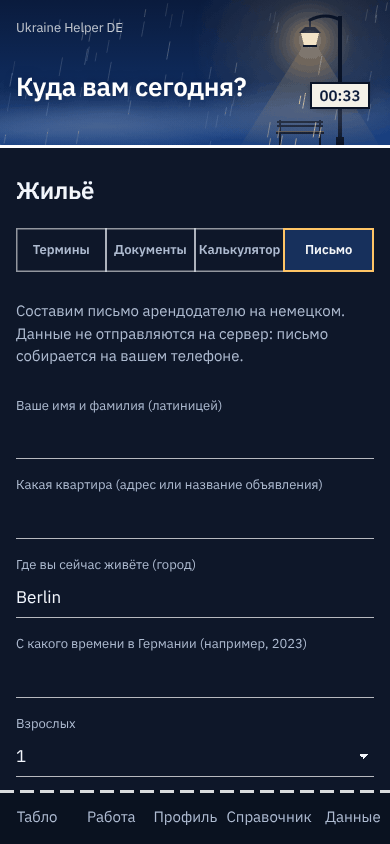 Ukraine Helper DE
Куда вам сегодня?
00:33
Жильё
Термины Документы Калькулятор Письмо
Составим письмо арендодателю на немецком.
Данные не отправляются на сервер: письмо
собирается на вашем телефоне.
Ваше имя и фамилия (латиницей)
Какая квартира (адрес или название объявления)
Где вы сейчас живёте (город)
Berlin
С какого времени в Германии (например, 2023)
Взрослых
1
Табло Работа Профиль Справочник Данные